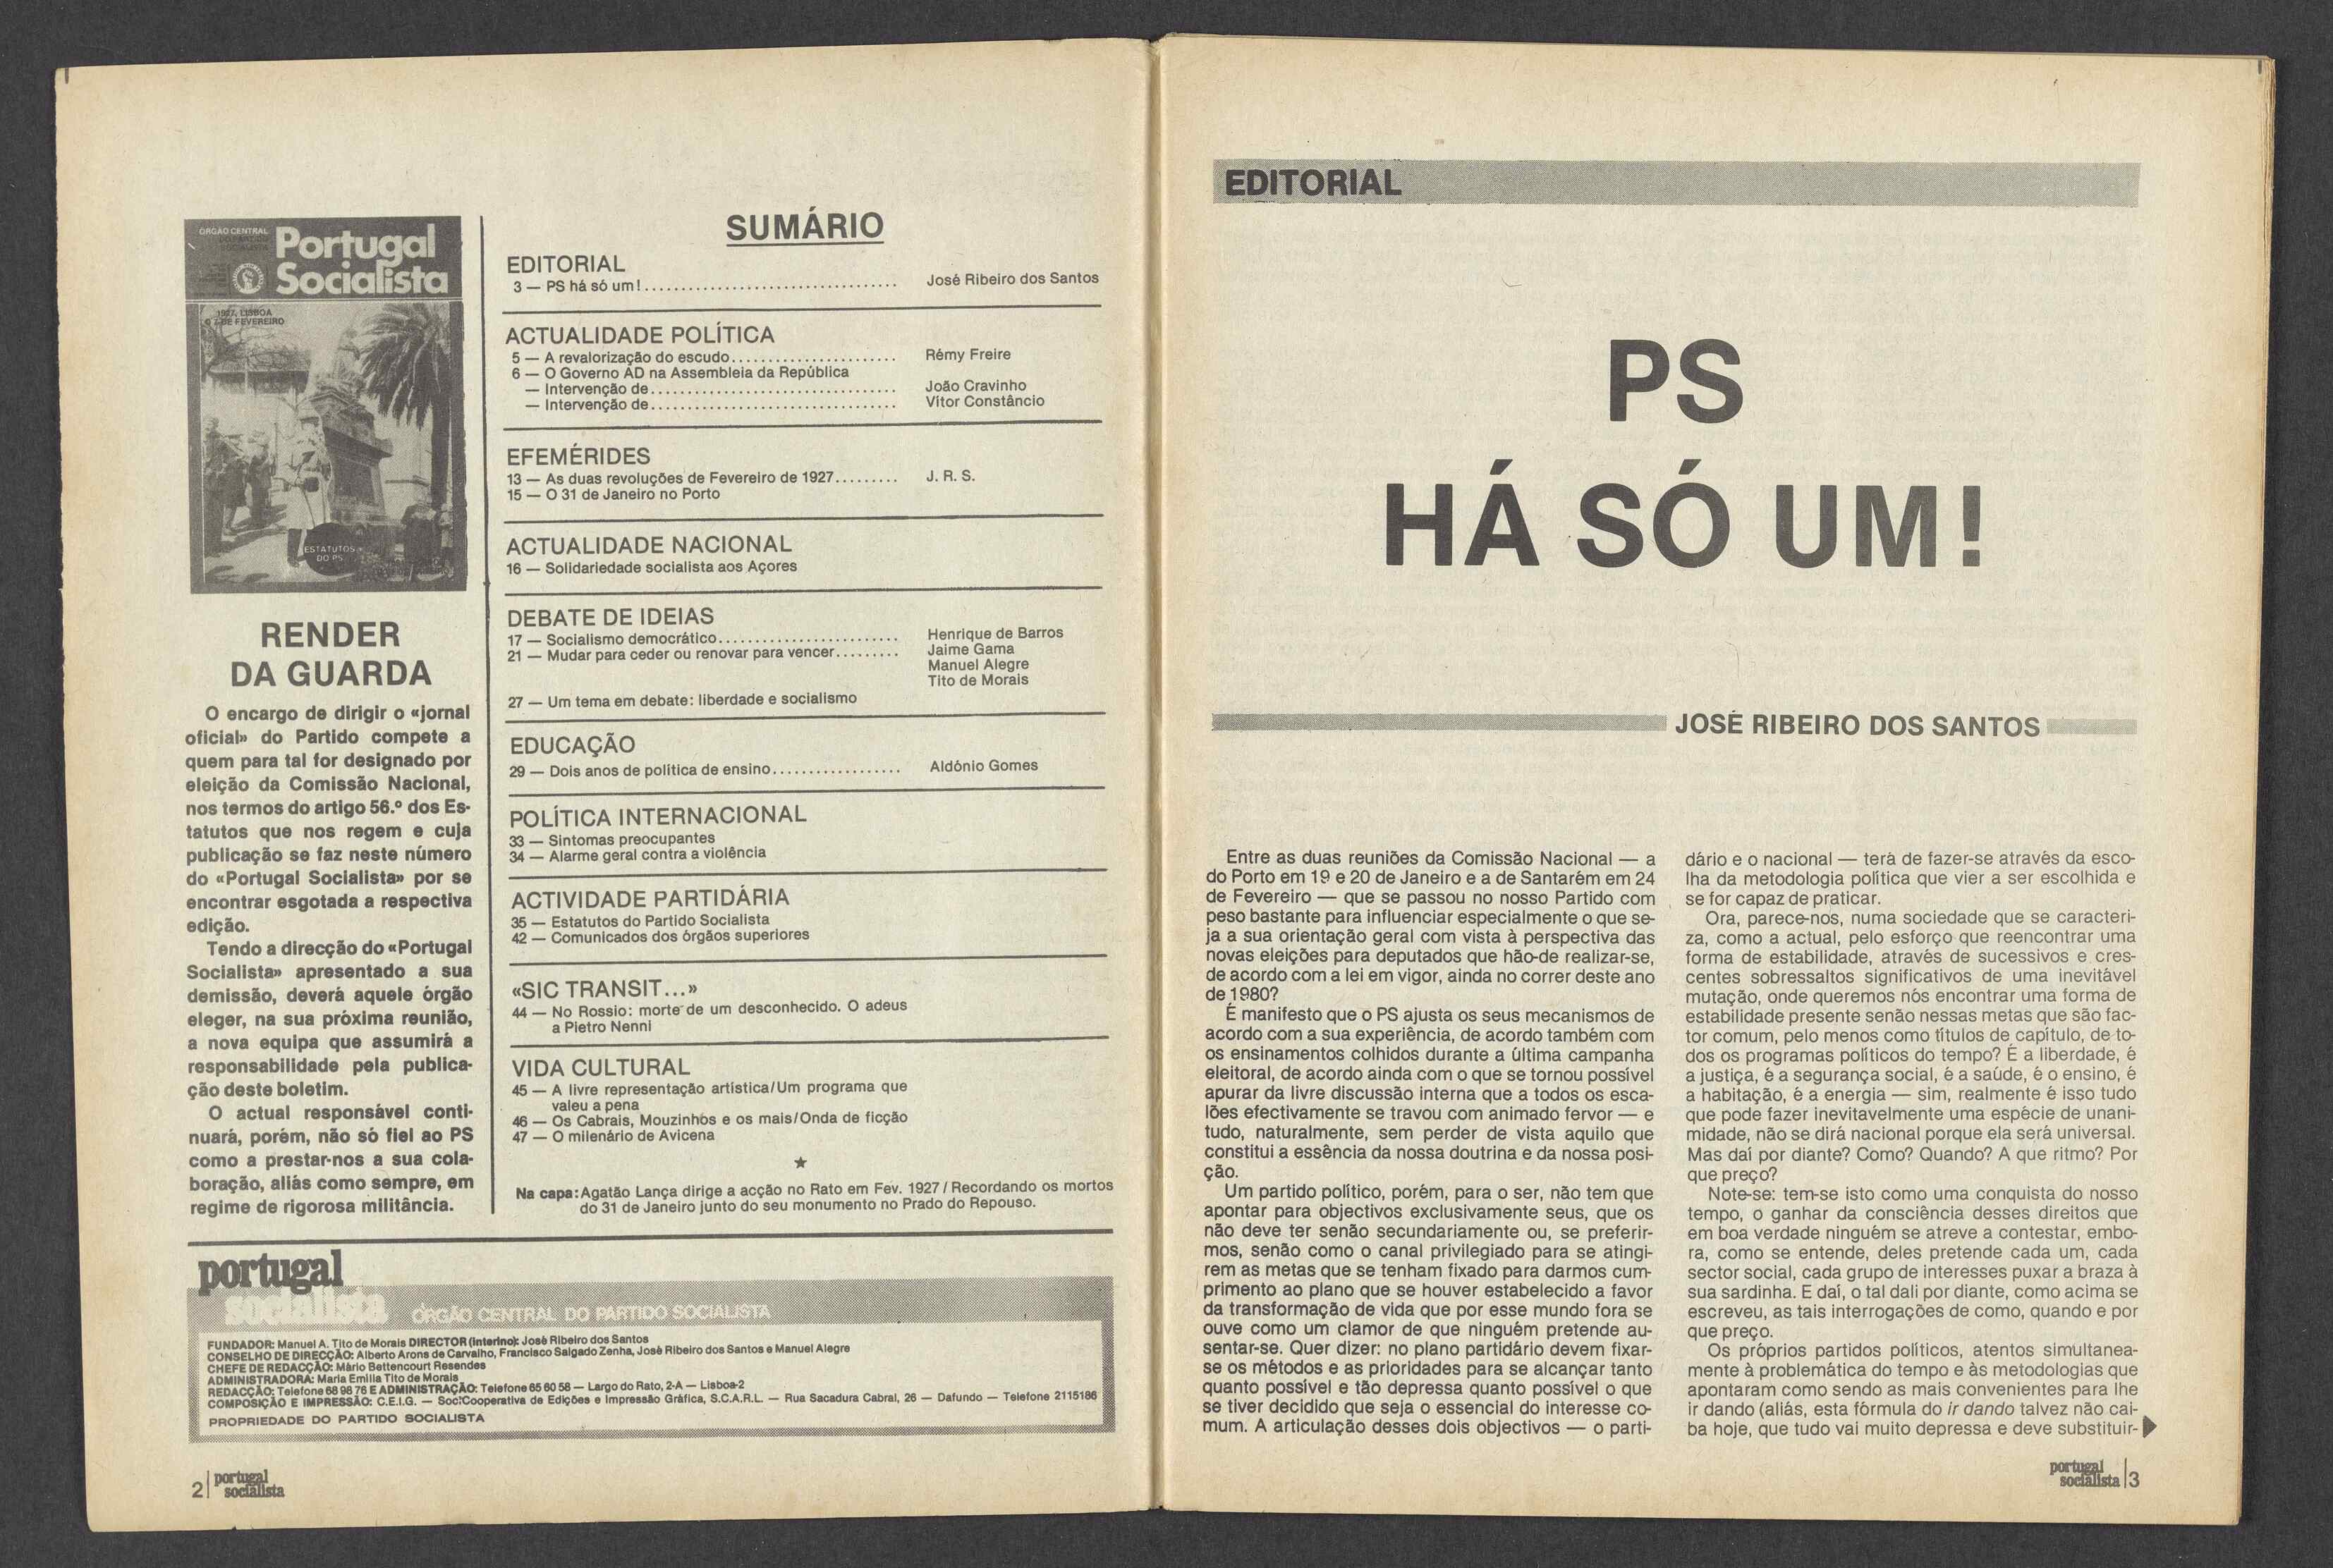 ÓRGÃO CENTRAL
Portugal
Socialista
1927, LISBOA
DE FEVEREIRO
ESTATUTOS
DO PS
RENDER
DA GUARDA
O encargo de dirigir o «jornal
oficial» do Partido compete a
quem para tal for designado por
eleição da Comissão Nacional,
nos termos do artigo 56.º dos Es-
tatutos que nos regem e cuja
publicação se faz neste número
do «Portugal Socialista» por se
encontrar esgotada a respectiva
edição.
Tendo a direcção do «Portugal
Socialista» apresentado a sua
demissão, deverá aquele órgão
eleger, na sua próxima reunião,
a nova equipa que assumirá a
responsabilidade pela publica-
ção deste boletim.
O actual responsável conti-
nuará, porém, não só fiel ao PS
como a prestar-nos a sua cola-
boração, aliás como sempre, em
regime de rigorosa militância.
SUMÁRIO
EDITORIAL
3 — PS há só um!.................................. José Ribeiro dos Santos
ACTUALIDADE POLÍTICA
5 — A revalorização do escudo....................... Rémy Freire
6 — O Governo AD na Assembleia da República
— Intervenção de.................................. João Cravinho
— Intervenção de.................................. Vítor Constâncio
EFEMÉRIDES
13 — As duas revoluções de Fevereiro de 1927......... J. R. S.
15 — O 31 de Janeiro no Porto
ACTUALIDADE NACIONAL
16 — Solidariedade socialista aos Açores
DEBATE DE IDEIAS
17 — Socialismo democrático......................... Henrique de Barros
21 — Mudar para ceder ou renovar para vencer......... Jaime Gama
Manuel Alegre
Tito de Morais
27 — Um tema em debate: liberdade e socialismo
EDUCAÇÃO
29 — Dois anos de política de ensino.................. Aldónio Gomes
POLÍTICA INTERNACIONAL
33 — Sintomas preocupantes
34 — Alarme geral contra a violência
ACTIVIDADE PARTIDÁRIA
35 — Estatutos do Partido Socialista
42 — Comunicados dos órgãos superiores
«SIC TRANSIT...»
44 — No Rossio: morte de um desconhecido. O adeus
a Pietro Nenni
VIDA CULTURAL
45 — A livre representação artística/Um programa que
valeu a pena
46 — Os Cabrais, Mouzinhos e os mais/Onda de ficção
47 — O milenário de Avicena
★
Na capa: Agatão Lança dirige a acção no Rato em Fev. 1927 / Recordando os mortos
do 31 de Janeiro junto do seu monumento no Prado do Repouso.
portugal
socialista ÓRGÃO CENTRAL DO PARTIDO SOCIALISTA
FUNDADOR: Manuel A. Tito de Morais DIRECTOR (interino): José Ribeiro dos Santos
CONSELHO DE DIRECÇÃO: Alberto Arons de Carvalho, Francisco Salgado Zenha, José Ribeiro dos Santos e Manuel Alegre
CHEFE DE REDACÇÃO: Mário Bettencourt Resendes
ADMINISTRADORA: Maria Emília Tito de Morais
REDACÇÃO: Telefone 68 98 76 E ADMINISTRAÇÃO: Telefone 65 60 58 — Largo do Rato, 2-A — Lisboa-2
COMPOSIÇÃO E IMPRESSÃO: C.E.I.G. — Soc. Cooperativa de Edições e Impressão Gráfica, S.C.A.R.L. — Rua Sacadura Cabral, 26 — Dafundo — Telefone 2115186
PROPRIEDADE DO PARTIDO SOCIALISTA
2 portugal
socialista
EDITORIAL
PS
HÁ SÓ UM!
JOSÉ RIBEIRO DOS SANTOS
Entre as duas reuniões da Comissão Nacional — a
do Porto em 19 e 20 de Janeiro e a de Santarém em 24
de Fevereiro — que se passou no nosso Partido com
peso bastante para influenciar especialmente o que se-
ja a sua orientação geral com vista à perspectiva das
novas eleições para deputados que hão-de realizar-se,
de acordo com a lei em vigor, ainda no correr deste ano
de 1980?
É manifesto que o PS ajusta os seus mecanismos de
acordo com a sua experiência, de acordo também com
os ensinamentos colhidos durante a última campanha
eleitoral, de acordo ainda com o que se tornou possível
apurar da livre discussão interna que a todos os esca-
lões efectivamente se travou com animado fervor — e
tudo, naturalmente, sem perder de vista aquilo que
constitui a essência da nossa doutrina e da nossa posi-
ção.
Um partido político, porém, para o ser, não tem que
apontar para objectivos exclusivamente seus, que os
não deve ter senão secundariamente ou, se preferir-
mos, senão como o canal privilegiado para se atingi-
rem as metas que se tenham fixado para darmos cum-
primento ao plano que se houver estabelecido a favor
da transformação de vida que por esse mundo fora se
ouve como um clamor de que ninguém pretende au-
sentar-se. Quer dizer: no plano partidário devem fixar-
se os métodos e as prioridades para se alcançar tanto
quanto possível e tão depressa quanto possível o que
se tiver decidido que seja o essencial do interesse co-
mum. A articulação desses dois objectivos — o parti-
dário e o nacional — terá de fazer-se através da esco-
lha da metodologia política que vier a ser escolhida e
se for capaz de praticar.
Ora, parece-nos, numa sociedade que se caracteri-
za, como a actual, pelo esforço que reencontrar uma
forma de estabilidade, através de sucessivos e cres-
centes sobressaltos significativos de uma inevitável
mutação, onde queremos nós encontrar uma forma de
estabilidade presente senão nessas metas que são fac-
tor comum, pelo menos como títulos de capítulo, de to-
dos os programas políticos do tempo? É a liberdade, é
a justiça, é a segurança social, é a saúde, é o ensino, é
a habitação, é a energia — sim, realmente é isso tudo
que pode fazer inevitavelmente uma espécie de unani-
midade, não se dirá nacional porque ela será universal.
Mas daí por diante? Como? Quando? A que ritmo? Por
que preço?
Note-se: tem-se isto como uma conquista do nosso
tempo, o ganhar da consciência desses direitos que
em boa verdade ninguém se atreve a contestar, embo-
ra, como se entende, deles pretende cada um, cada
sector social, cada grupo de interesses puxar a braza à
sua sardinha. E daí, o tal dali por diante, como acima se
escreveu, as tais interrogações de como, quando e por
que preço.
Os próprios partidos políticos, atentos simultanea-
mente à problemática do tempo e às metodologias que
apontaram como sendo as mais convenientes para lhe
ir dando (aliás, esta fórmula do ir dando talvez não cai-
ba hoje, que tudo vai muito depressa e deve substituir-
portugal
socialista 3